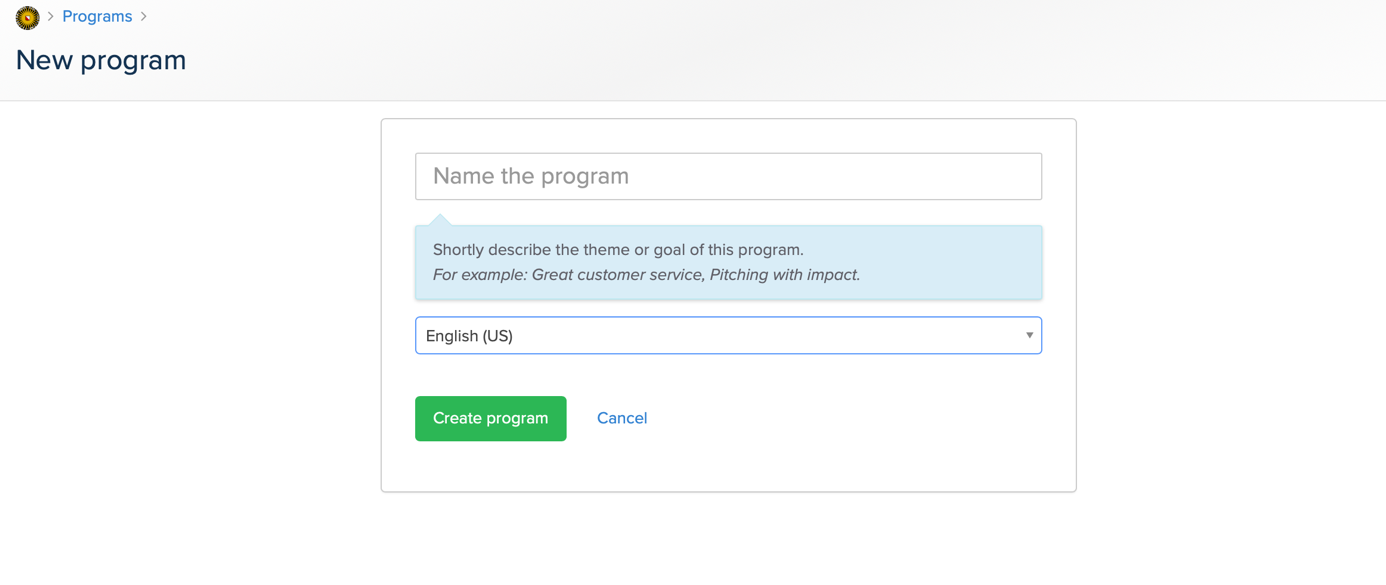 > Programs >
New program
Name the program
Shortly describe the theme or goal of this program.
For example: Great customer service, Pitching with impact.
English (US)
Create program Cancel